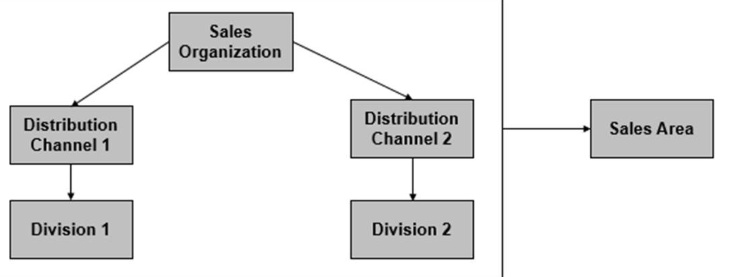 Sales
Organization
Distribution
Channel 1
Distribution
Channel 2
Sales Area
Division 1
Division 2